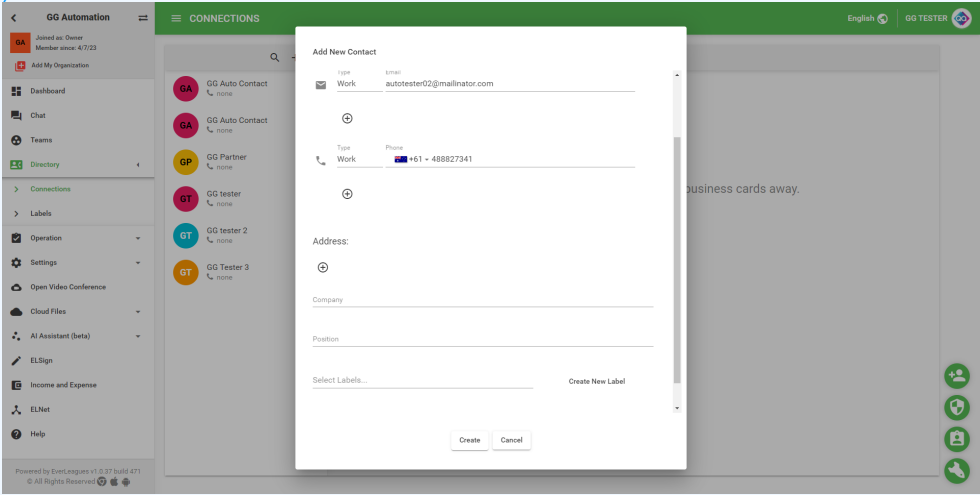 GG Automation
GA
Joined as: Owner
Member since: 4/7/23
Add My Organization
Dashboard
Chat
Teams
Directory
Connections
Labels
Operation
Settings
Open Video Conference
Cloud Files
AI Assistant (beta)
ELSign
Income and Expense
ELNet
Help
Powered by EverLeagues v1.0.37 build 471
© All Rights Reserved
CONNECTIONS
English
GG TESTER
GA
GG Auto Contact
none
GA
GG Auto Contact
none
GP
GG Partner
none
GT
GG tester
none
GT
GG tester 2
none
GT
GG Tester 3
none
business cards away.
Add New Contact
Type Email
Work autotester02@mailinator.com
Type Phone
Work +61 488827341
Address:
Company
Position
Select Labels... Create New Label
Create Cancel